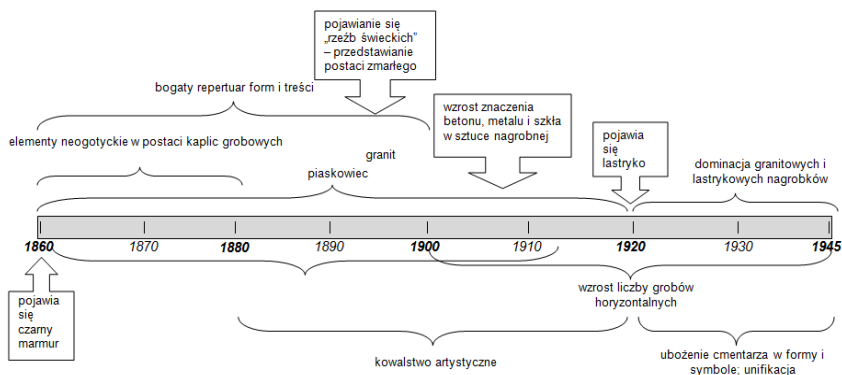 pojawianie się
„rzeźb świeckich”
– przedstawianie
postaci zmarłego
bogaty repertuar form i treści
wzrost znaczenia
betonu, metalu i szkła
w sztuce nagrobnej
pojawia
się
lastryko
elementy neogotyckie w postaci kaplic grobowych
granit
piaskowiec
dominacja granitowych i
lastrykowych nagrobków
1860 1870 1880 1890 1900 1910 1920 1930 1945
pojawia
się
czarny
marmur
wzrost liczby grobów
horyzontalnych
kowalstwo artystyczne
ubożenie cmentarza w formy i
symbole; unifikacja